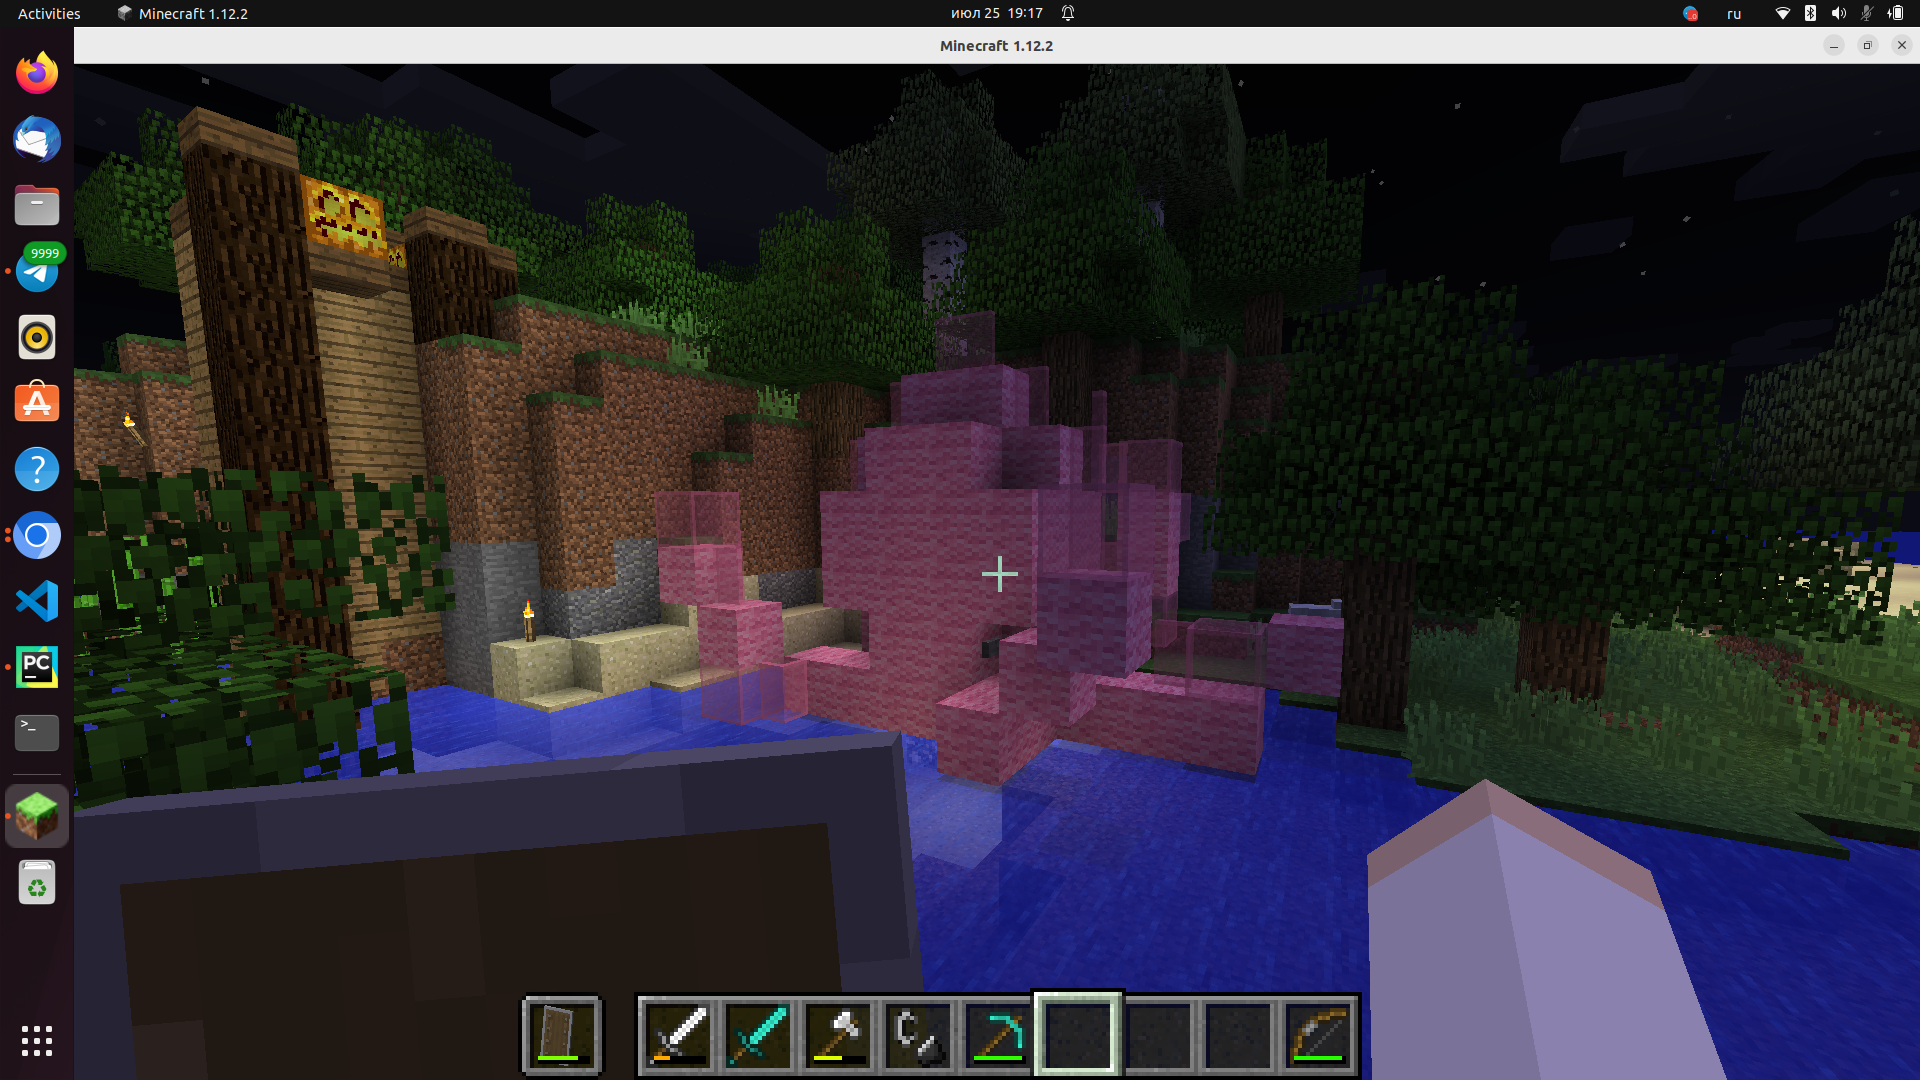 Activities
Minecraft 1.12.2
июл 25 19:17
ru
Minecraft 1.12.2
9999
PC
>_